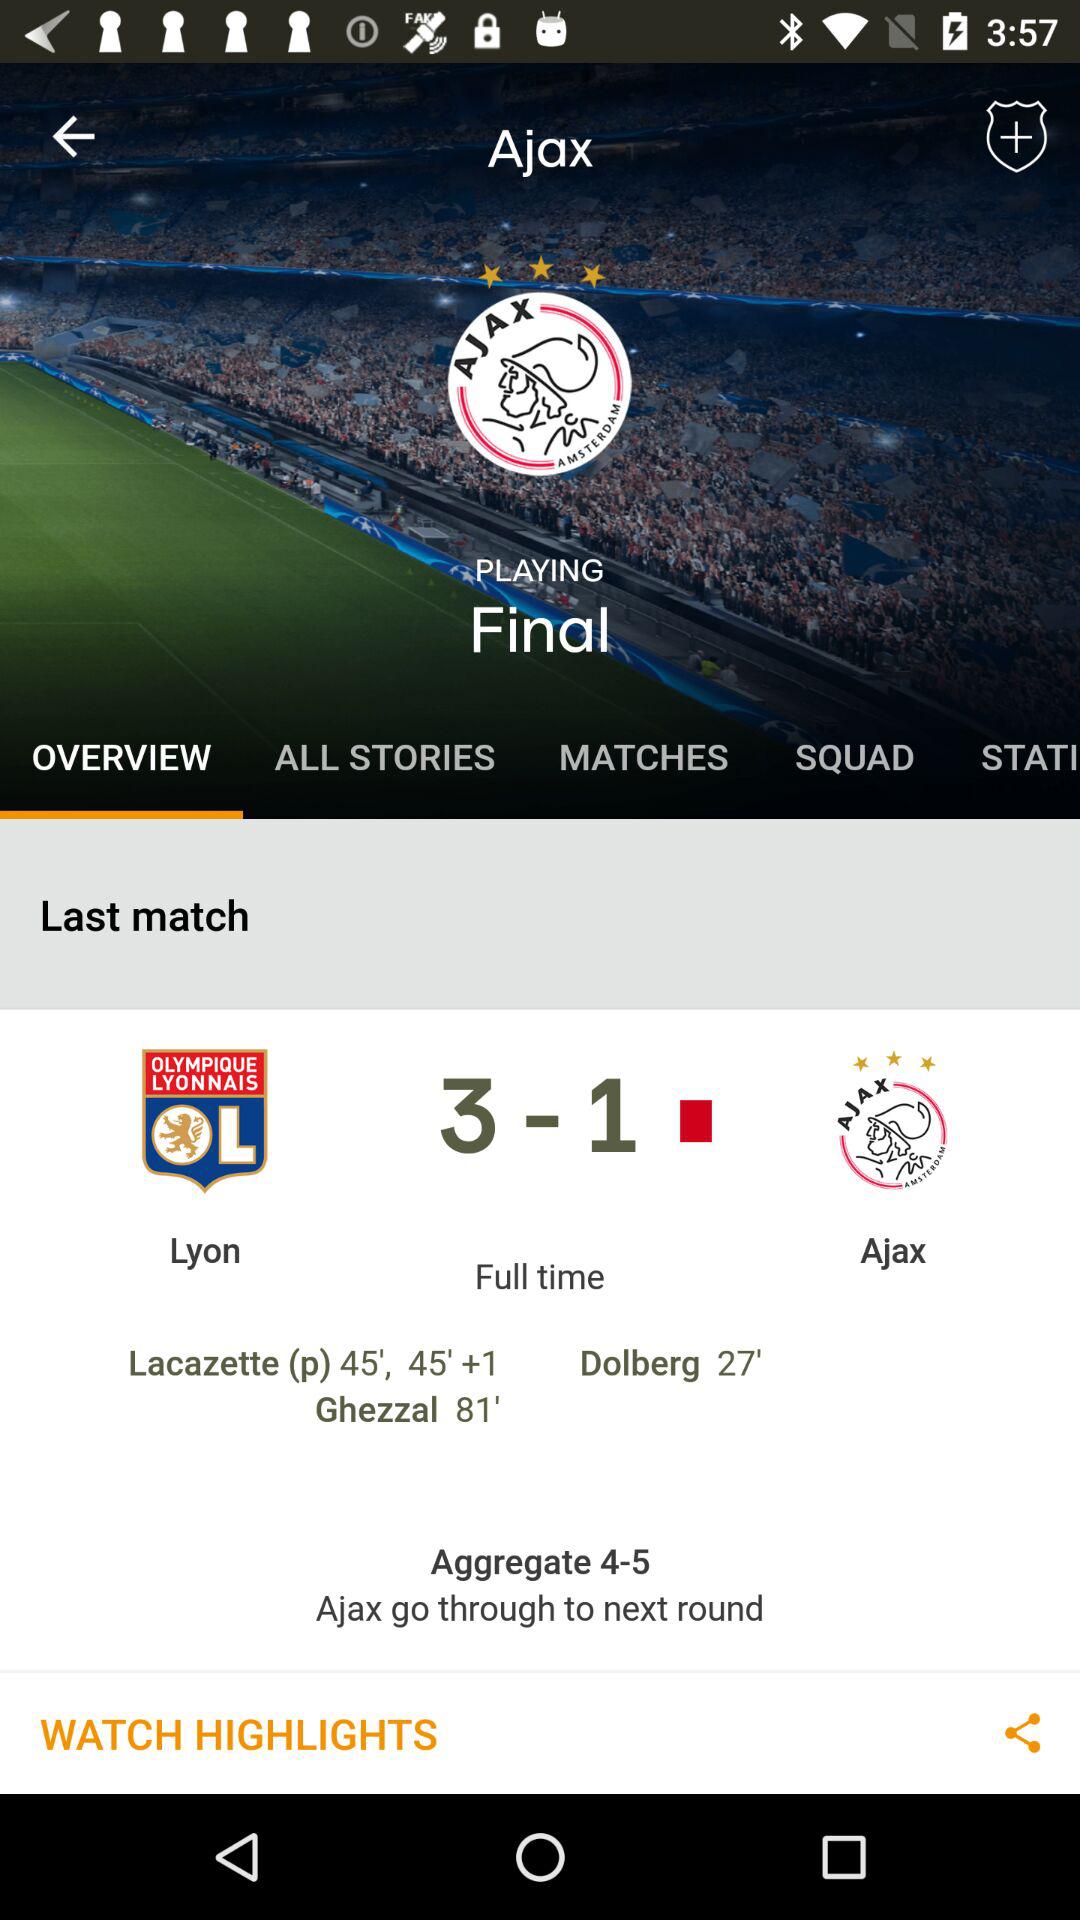 FAKE
3:57
Ajax
AJAX
AMSTERDAM
PLAYING
Final
OVERVIEW ALL STORIES MATCHES SQUAD STATI
Last match
OLYMPIQUE
LYONNAIS
OL
3 - 1
AJAX
AMSTERDAM
Lyon
Ajax
Full time
Lacazette (p) 45', 45' +1
Dolberg 27'
Ghezzal 81'
Aggregate 4-5
Ajax go through to next round
WATCH HIGHLIGHTS